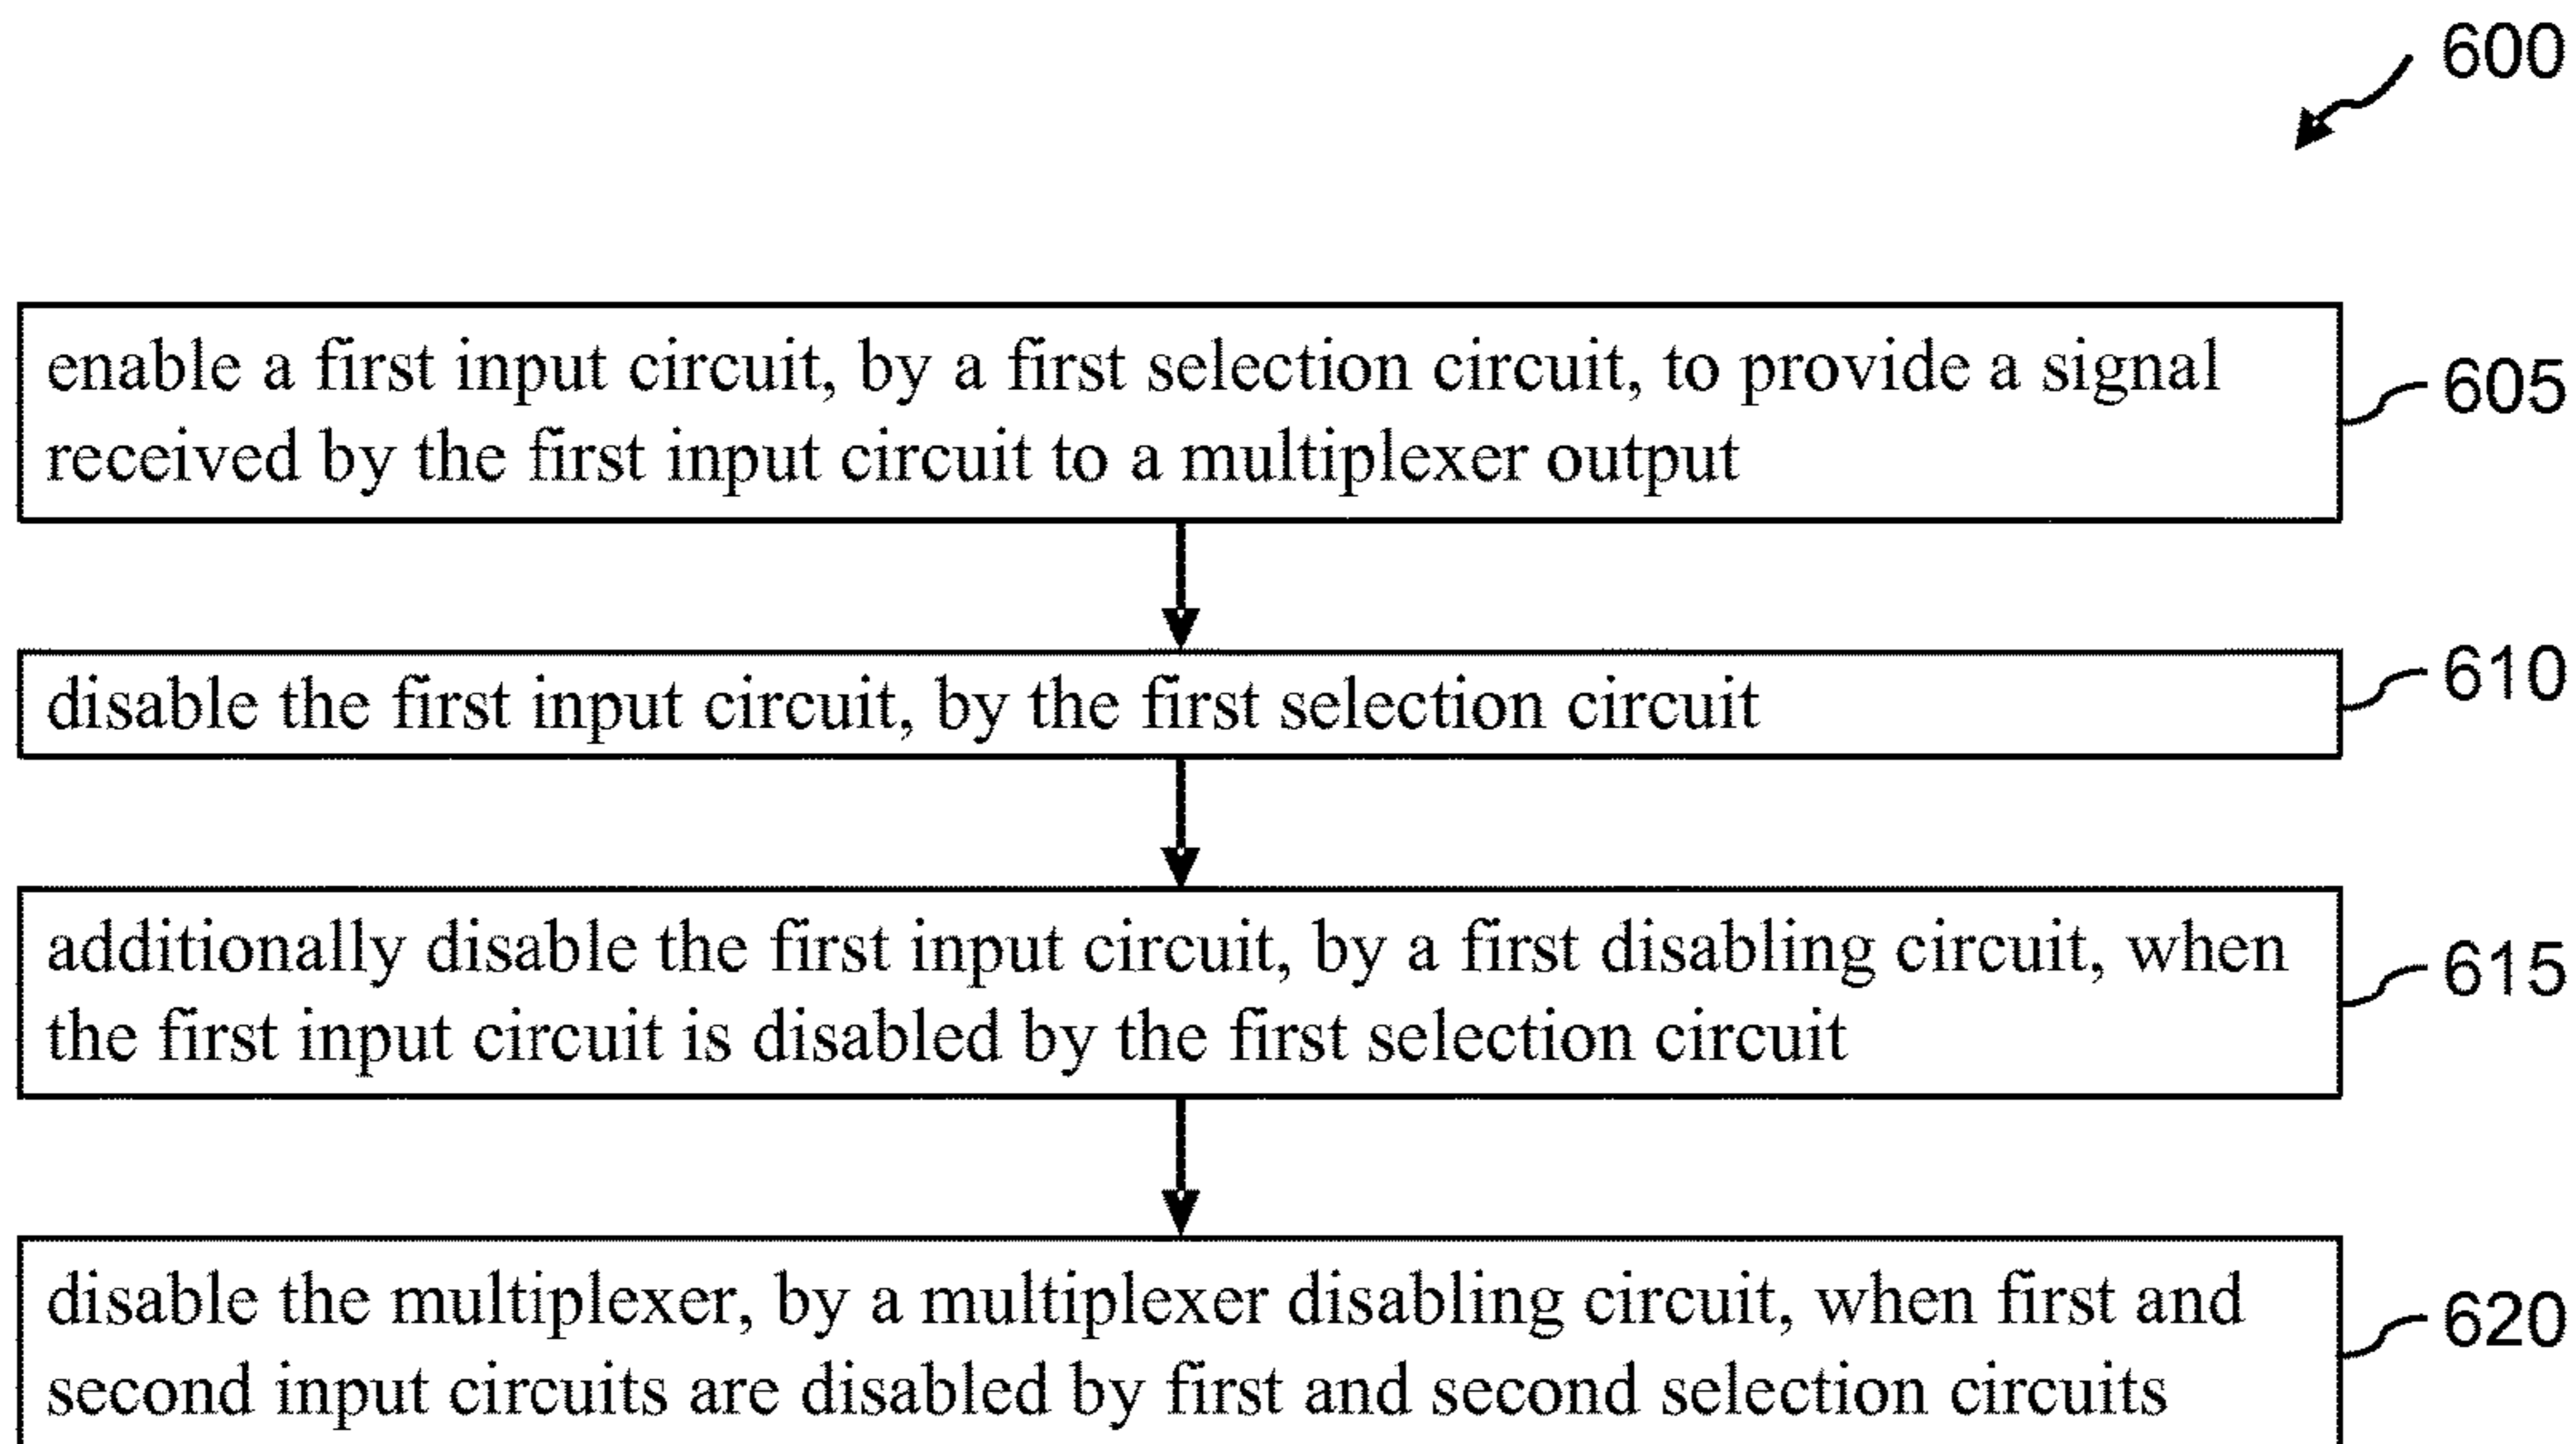 600
enable a first input circuit, by a first selection circuit, to provide a signal
received by the first input circuit to a multiplexer output
605
disable the first input circuit, by the first selection circuit
610
additionally disable the first input circuit, by a first disabling circuit, when
the first input circuit is disabled by the first selection circuit
615
disable the multiplexer, by a multiplexer disabling circuit, when first and
second input circuits are disabled by first and second selection circuits
620